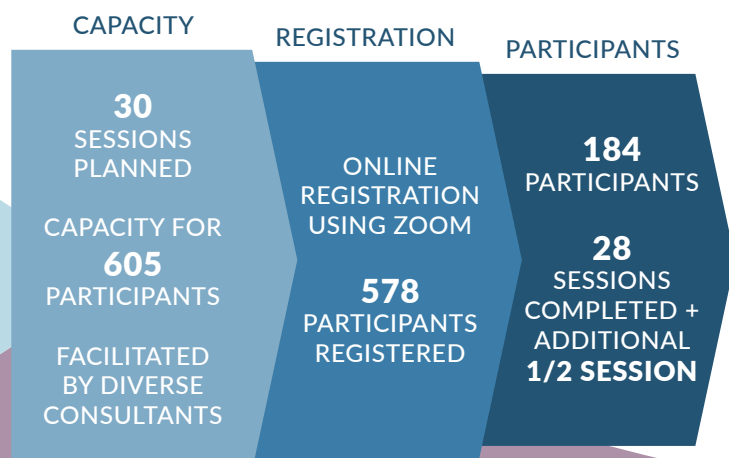 CAPACITY
30
SESSIONS
PLANNED
CAPACITY FOR
605
PARTICIPANTS
FACILITATED
BY DIVERSE
CONSULTANTS
REGISTRATION
ONLINE
REGISTRATION
USING ZOOM
578
PARTICIPANTS
REGISTERED
PARTICIPANTS
184
PARTICIPANTS
28
SESSIONS
COMPLETED +
ADDITIONAL
1/2 SESSION